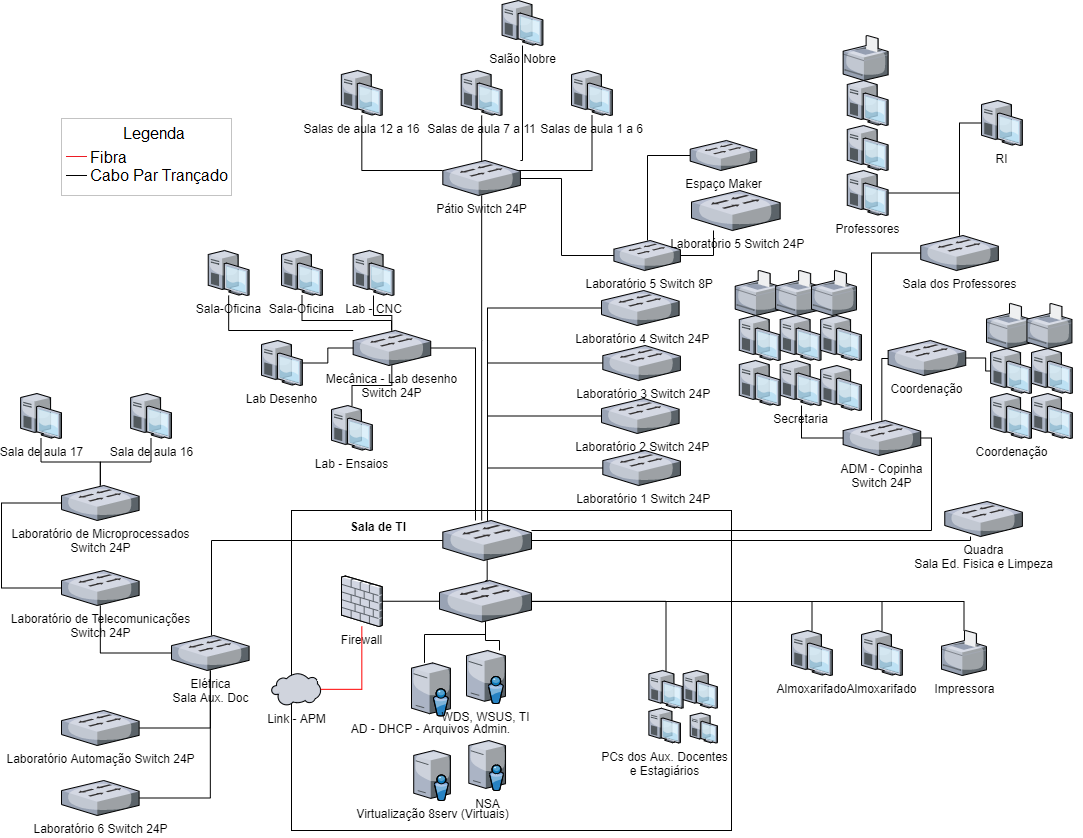 Salão Nobre
Salas de aula 12 a 16
Salas de aula 7 a 11
Salas de aula 1 a 6
Legenda
Fibra
Cabo Par Trançado
RI
Espaço Maker
Pátio Switch 24P
Professores
Laboratório 5 Switch 24P
Laboratório 5 Switch 8P
Sala dos Professores
Sala-Oficina
Sala-Oficina
Lab - CNC
Laboratório 4 Switch 24P
Mecânica - Lab desenho
Switch 24P
Lab Desenho
Laboratório 3 Switch 24P
Coordenação
Secretaria
Laboratório 2 Switch 24P
Coordenação
Sala de aula 17
Sala de aula 16
Lab - Ensaios
ADM - Copinha
Switch 24P
Laboratório 1 Switch 24P
Laboratório de Microprocessados
Switch 24P
Sala de TI
Quadra
Sala Ed. Fisica e Limpeza
Laboratório de Telecomunicações
Switch 24P
Firewall
Elétrica
Sala Aux. Doc
Link - APM
WDS, WSUS, TI
AD - DHCP - Arquivos Admin.
Almoxarifado
Almoxarifado
Impressora
Laboratório Automação Switch 24P
PCs dos Aux. Docentes
e Estagiários
NSA
Virtualização 8serv (Virtuais)
Laboratório 6 Switch 24P